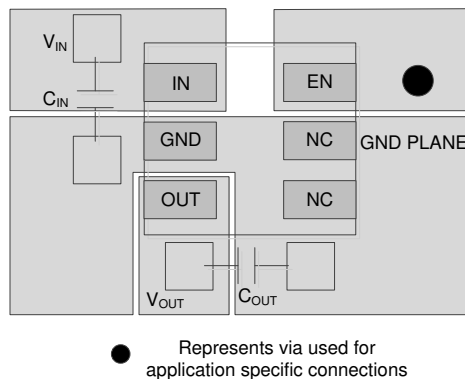 VIN
IN
EN
CIN
GND
NC
GND PLANE
OUT
NC
VOUT
COUT
Represents via used for
application specific connections